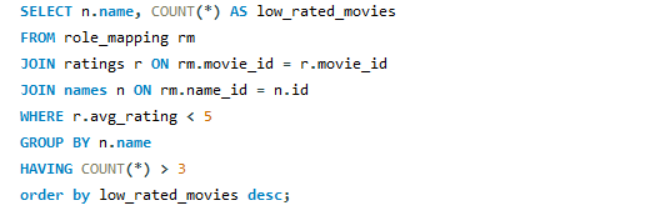 SELECT n.name, COUNT(*) AS low_rated_movies
FROM role_mapping rm
JOIN ratings r ON rm.movie_id = r.movie_id
JOIN names n ON rm.name_id = n.id
WHERE r.avg_rating < 5
GROUP BY n.name
HAVING COUNT(*) > 3
order by low_rated_movies desc;